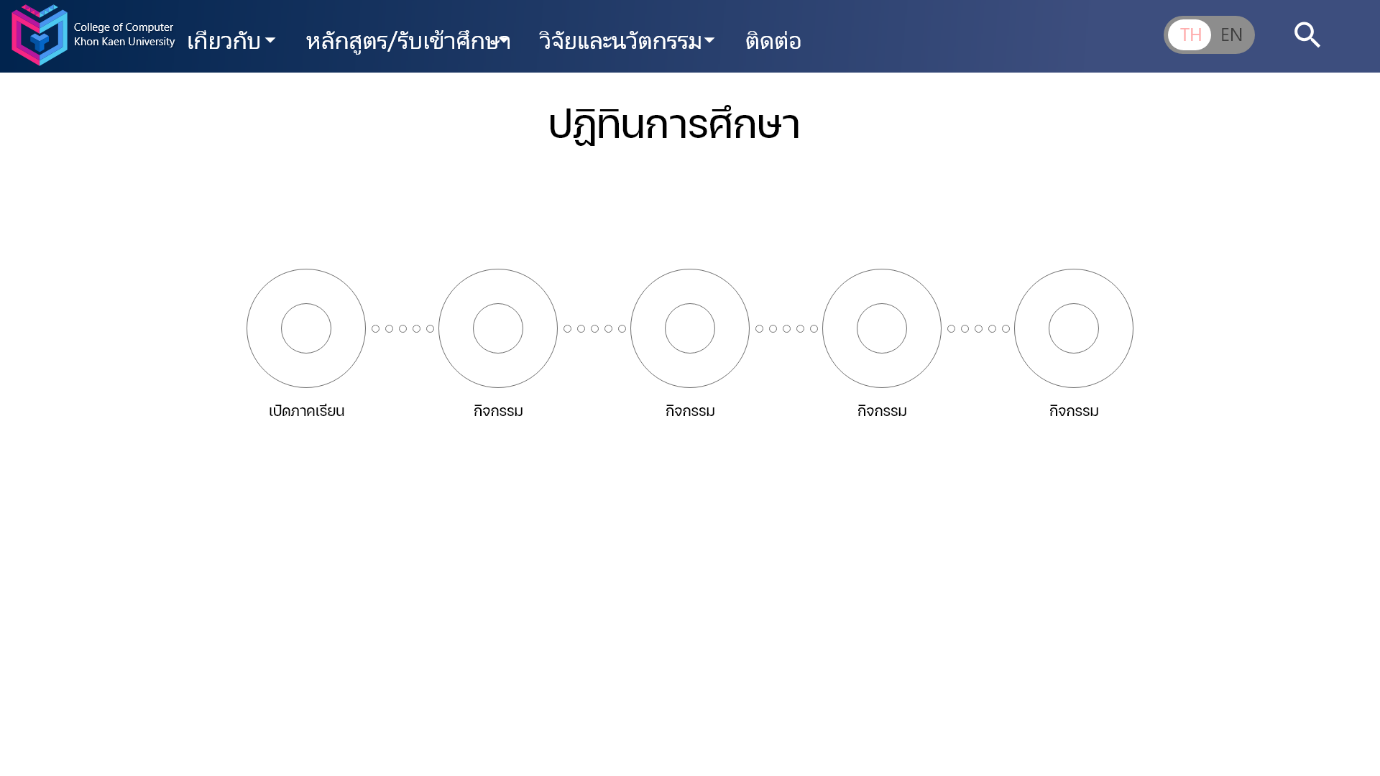 College of Computer
Khon Kaen University
เกี่ยวกับ
หลักสูตร/รับเข้าศึกษา
วิจัยและนวัตกรรม
ติดต่อ
TH
EN
ปฏิทินการศึกษา
เปิดภาคเรียน
กิจกรรม
กิจกรรม
กิจกรรม
กิจกรรม